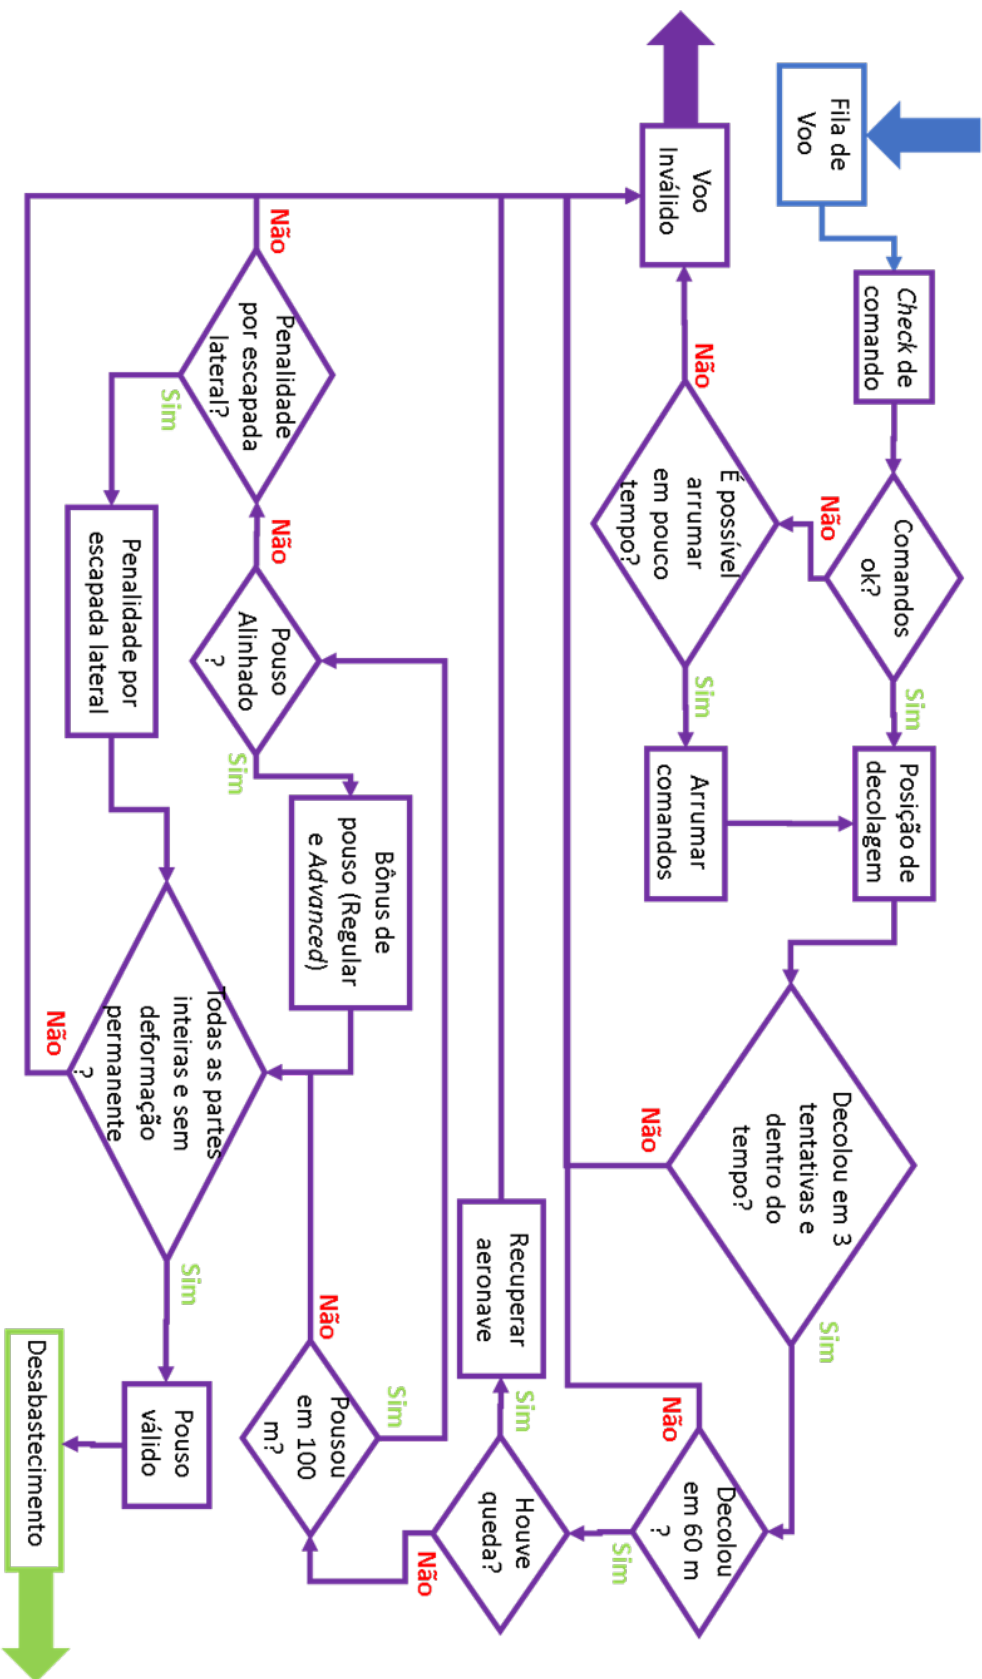 Fila de
Voo
Check de
comando
Comandos
ok?
Sim
Não
Posição de
decolagem
Decolou em 3
tentativas e
dentro do
tempo?
Sim
Não
Voo
Inválido
É possível
arrumar
em pouco
tempo?
Não
Sim
Arrumar
comandos
Decolou
em 60 m
?
Não
Sim
Houve
queda?
Sim
Não
Recuperar
aeronave
Pousou
em 100
m?
Sim
Não
Pouso
Alinhado
?
Não
Sim
Bônus de
pouso (Regular
e Advanced)
Penalidade
por escapada
lateral?
Não
Sim
Penalidade por
escapada lateral
Todas as partes
inteiras e sem
deformação
permanente
?
Não
Sim
Pouso
válido
Desabastecimento